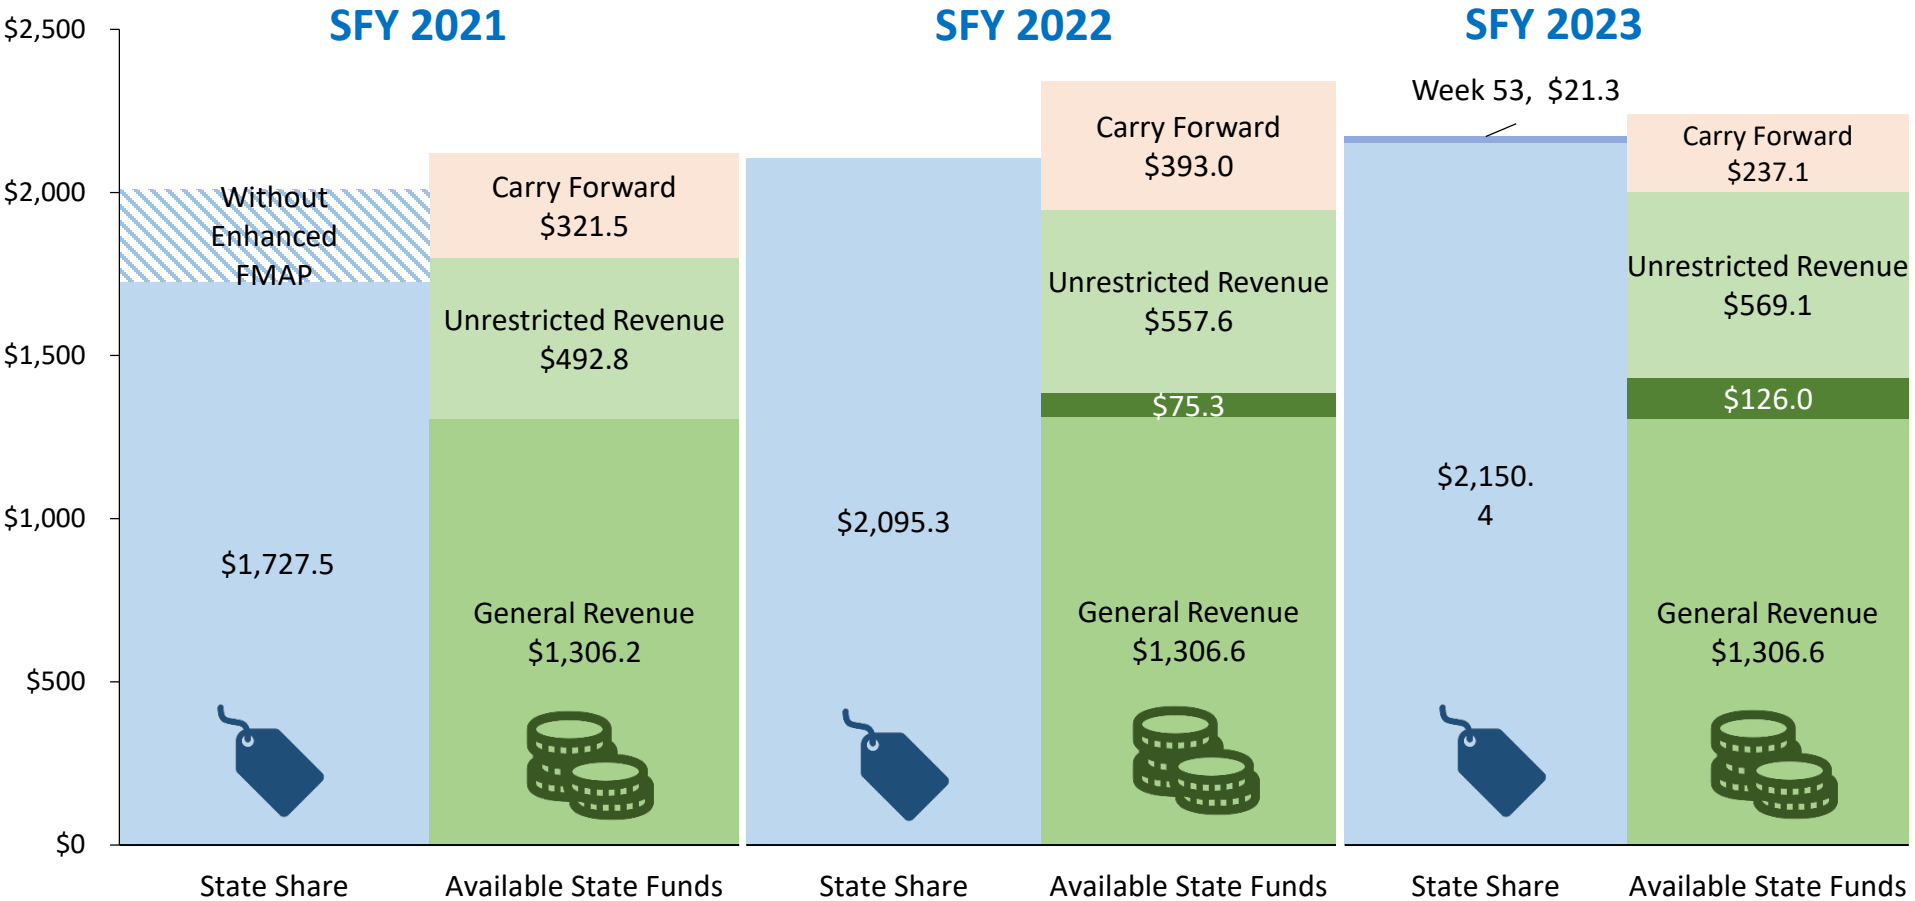 SFY 2021
SFY 2022
SFY 2023
$2,500
$2,000
$1,500
$1,000
$500
$0
Without
Enhanced
FMAP
$1,727.5
Carry Forward
$321.5
Unrestricted Revenue
$492.8
General Revenue
$1,306.2
$2,095.3
Carry Forward
$393.0
Unrestricted Revenue
$557.6
$75.3
General Revenue
$1,306.6
Week 53, $21.3
$2,150.
4
Carry Forward
$237.1
Unrestricted Revenue
$569.1
$126.0
General Revenue
$1,306.6
State Share
Available State Funds
State Share
Available State Funds
State Share
Available State Funds